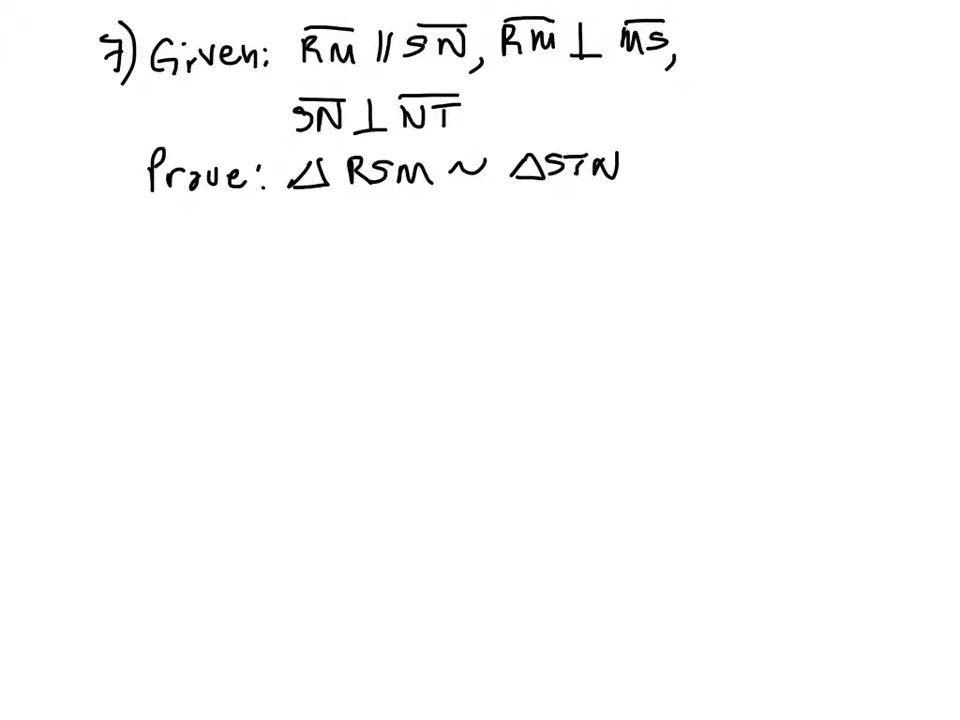 7) Given: RM || SN, RM ⊥ MS,
SN ⊥ NT
Prove: △ RSM ~ △STN